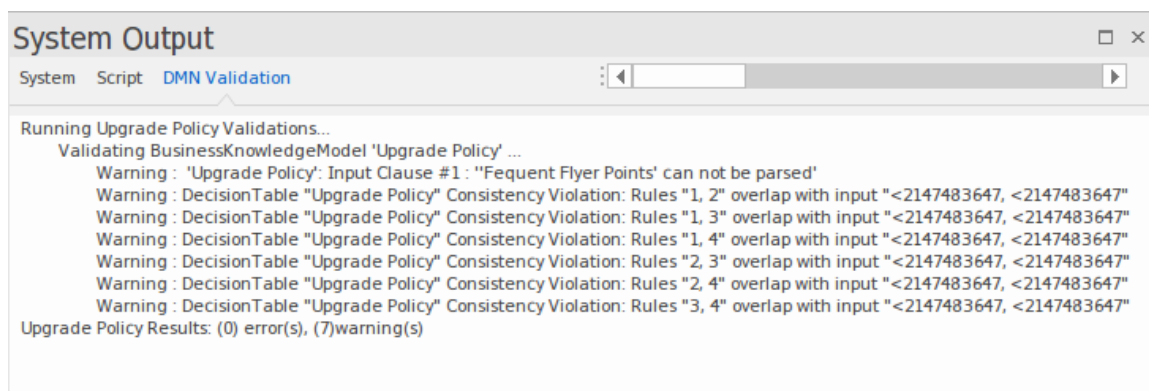 System Output
System Script DMN Validation
Running Upgrade Policy Validations...
Validating BusinessKnowledgeModel 'Upgrade Policy' ...
Warning : 'Upgrade Policy': Input Clause #1 : ''Fequent Flyer Points' can not be parsed'
Warning : DecisionTable "Upgrade Policy" Consistency Violation: Rules "1, 2" overlap with input "<2147483647, <2147483647"
Warning : DecisionTable "Upgrade Policy" Consistency Violation: Rules "1, 3" overlap with input "<2147483647, <2147483647"
Warning : DecisionTable "Upgrade Policy" Consistency Violation: Rules "1, 4" overlap with input "<2147483647, <2147483647"
Warning : DecisionTable "Upgrade Policy" Consistency Violation: Rules "2, 3" overlap with input "<2147483647, <2147483647"
Warning : DecisionTable "Upgrade Policy" Consistency Violation: Rules "2, 4" overlap with input "<2147483647, <2147483647"
Warning : DecisionTable "Upgrade Policy" Consistency Violation: Rules "3, 4" overlap with input "<2147483647, <2147483647"
Upgrade Policy Results: (0) error(s), (7)warning(s)